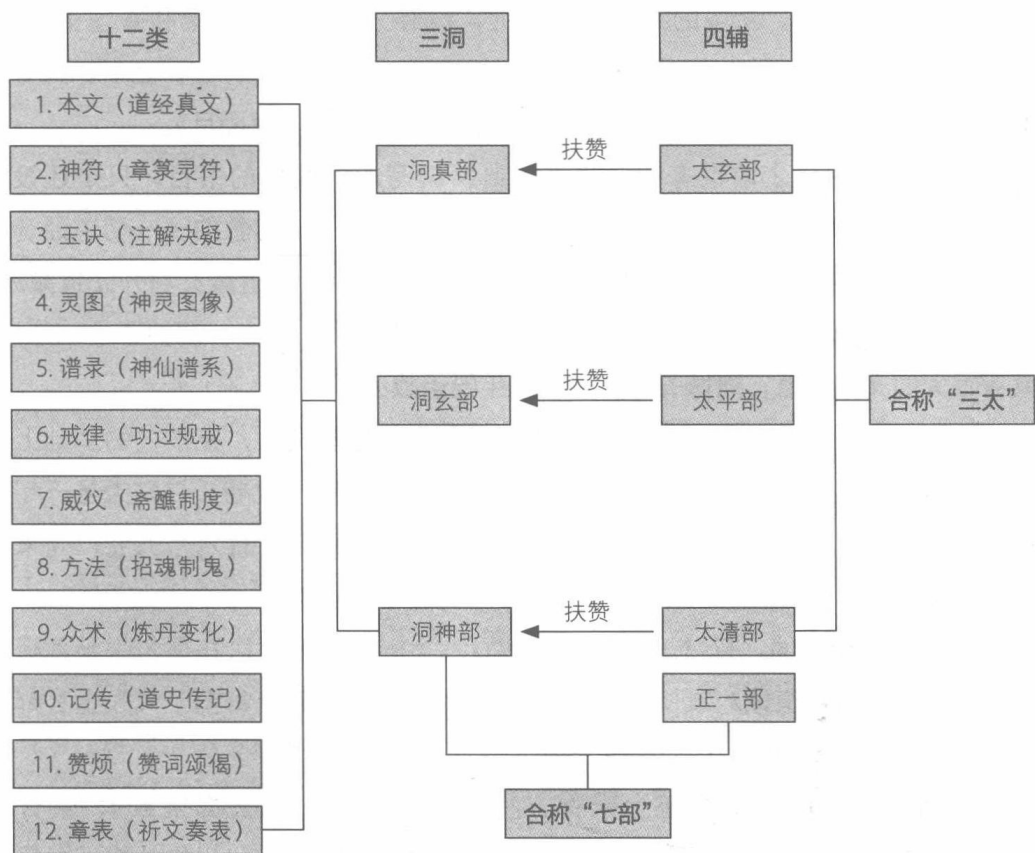 十二类
三洞
四辅
1. 本文（道经真文）
2. 神符（章箓灵符）
3. 玉诀（注解决疑）
4. 灵图（神灵图像）
5. 谱录（神仙谱系）
6. 戒律（功过规戒）
7. 威仪（斋醮制度）
8. 方法（招魂制鬼）
9. 众术（炼丹变化）
10. 记传（道史传记）
11. 赞烦（赞词颂偈）
12. 章表（祈文奏表）
洞真部
扶赞
太玄部
洞玄部
扶赞
太平部
合称“三太”
洞神部
扶赞
太清部
正一部
合称“七部”